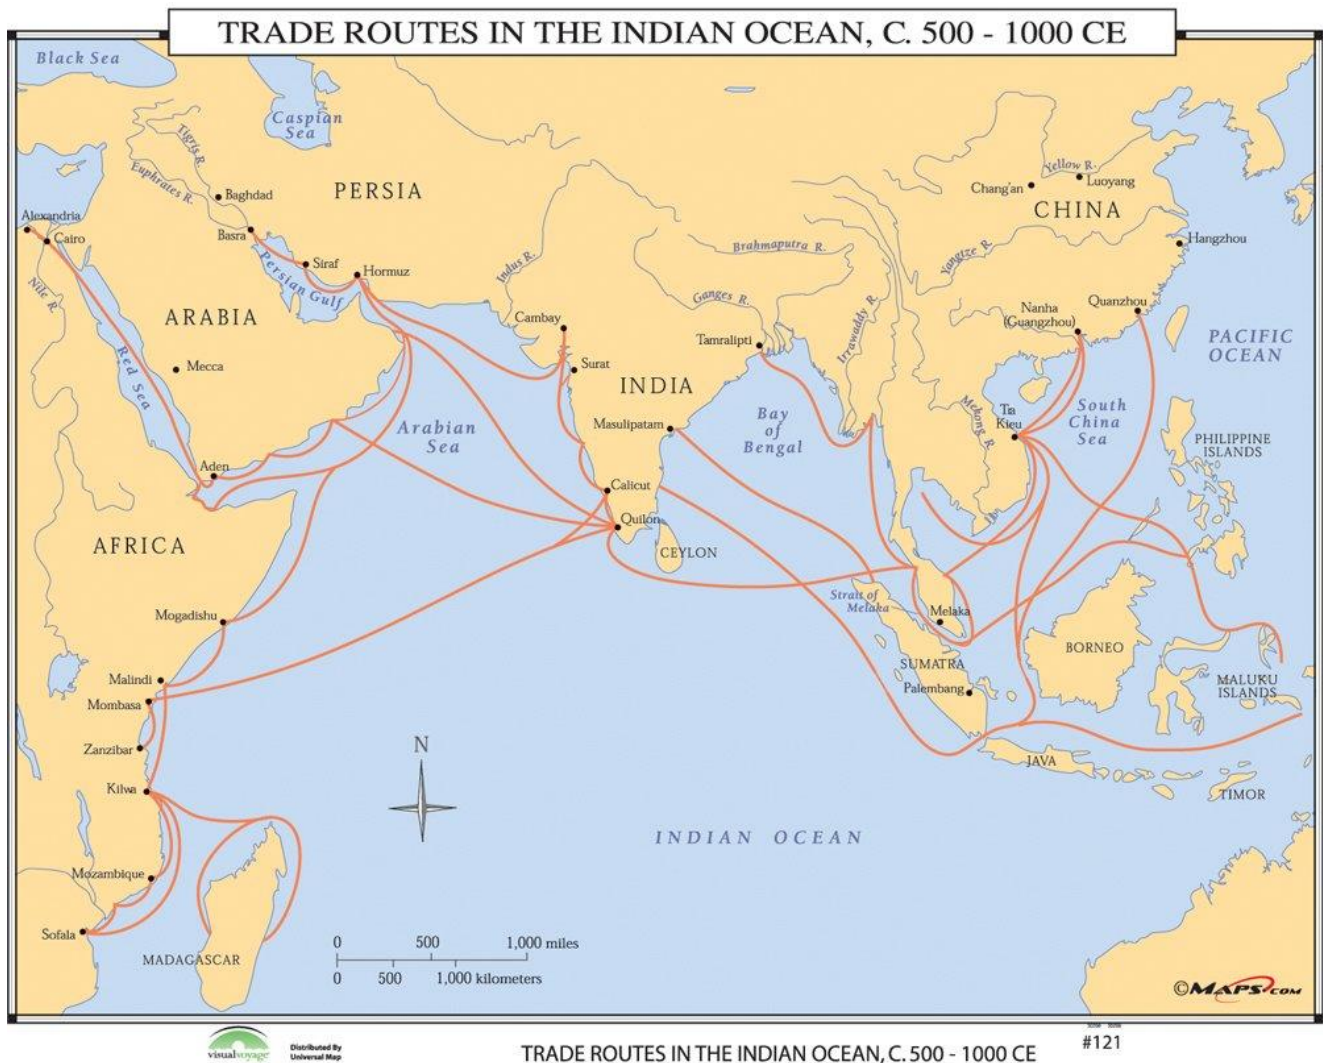 TRADE ROUTES IN THE INDIAN OCEAN, C. 500 - 1000 CE
Black Sea
Caspian
Sea
Tigris R.
Euphrates R.
Baghdad
PERSIA
Alexandria
Cairo
Basra
Siraf
Hormuz
Persian Gulf
Nile R.
ARABIA
Red Sea
Mecca
Aden
Arabian
Sea
Indus R.
Cambay
Surat
INDIA
Brahmaputra R.
Ganges R.
Tamralipti
Masulipatam
Bay
of
Bengal
Calicut
Quilon
CEYLON
Irrawaddy R.
Yellow R.
Chang'an
Luoyang
CHINA
Hangzhou
Yangtze R.
Nanha
(Guangzhou)
Quanzhou
PACIFIC
OCEAN
Mekong R.
Tra
Kieu
South
China
Sea
PHILIPPINE
ISLANDS
AFRICA
Mogadishu
Malindi
Mombasa
Zanzibar
Kilwa
Mozambique
Sofala
MADAGASCAR
Strait of
Melaka
Melaka
SUMATRA
Palembang
BORNEO
MALUKU
ISLANDS
JAVA
TIMOR
N
INDIAN OCEAN
0 500 1,000 miles
0 500 1,000 kilometers
©MAPS.COM
visualvoyage
Distributed By
Universal Map
TRADE ROUTES IN THE INDIAN OCEAN, C. 500 - 1000 CE
#121